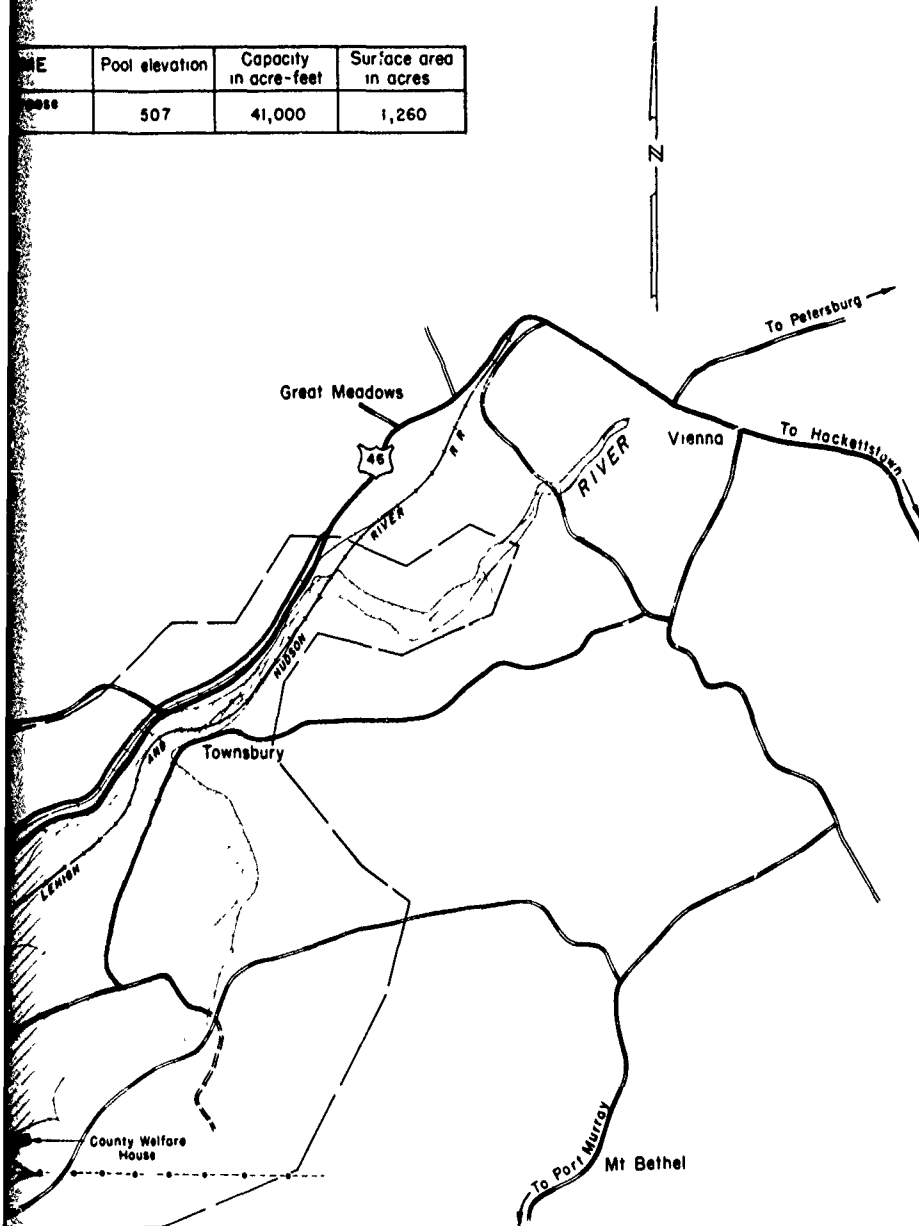 Pool elevation
Capacity
in acre-feet
Surface area
in acres
507
41,000
1,260
N
To Petersburg
Great Meadows
46
R R
RIVER
Vienna
To Hackettstown
RIVER
HUDSON
AND
Townsbury
LEHIGH
County Welfare
House
To Port Murray
Mt Bethel